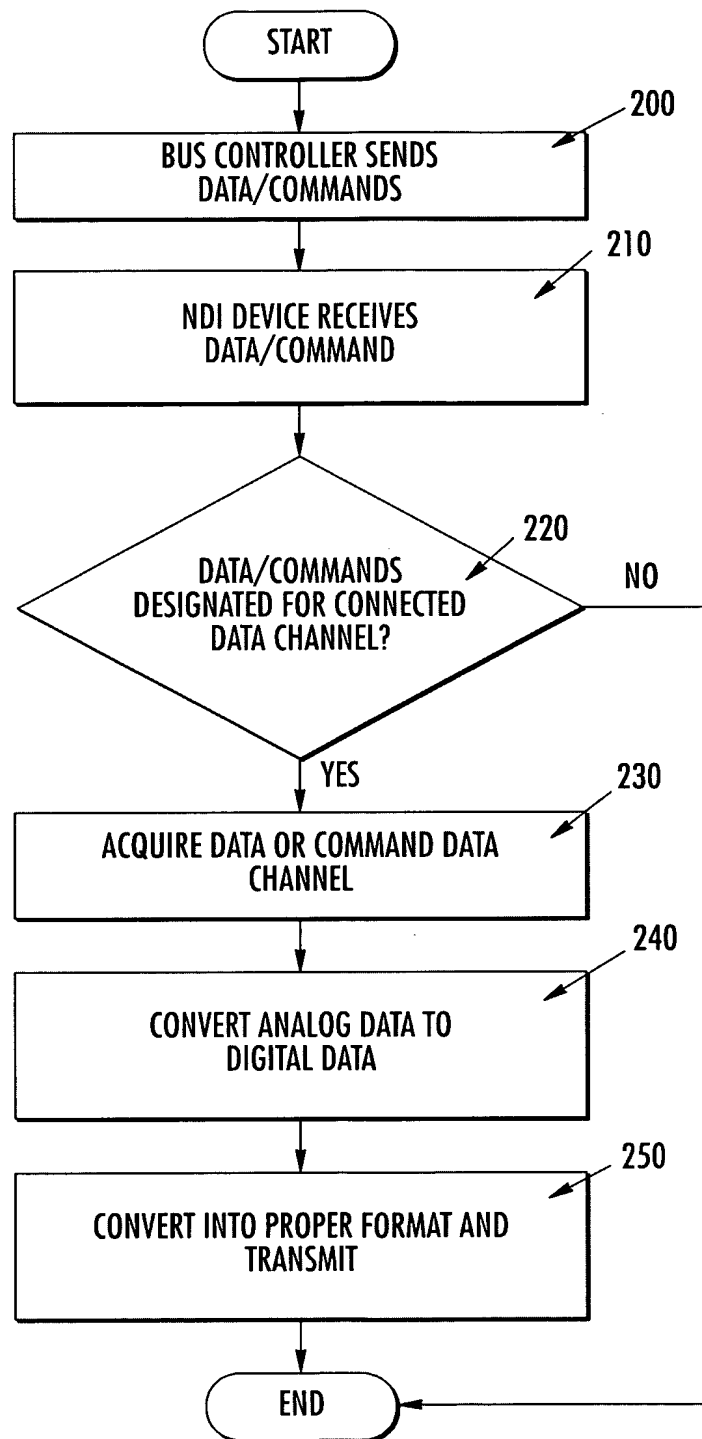 START
200
BUS CONTROLLER SENDS
DATA/COMMANDS
210
NDI DEVICE RECEIVES
DATA/COMMAND
220
DATA/COMMANDS
DESIGNATED FOR CONNECTED
DATA CHANNEL?
NO
YES
230
ACQUIRE DATA OR COMMAND DATA
CHANNEL
240
CONVERT ANALOG DATA TO
DIGITAL DATA
250
CONVERT INTO PROPER FORMAT AND
TRANSMIT
END